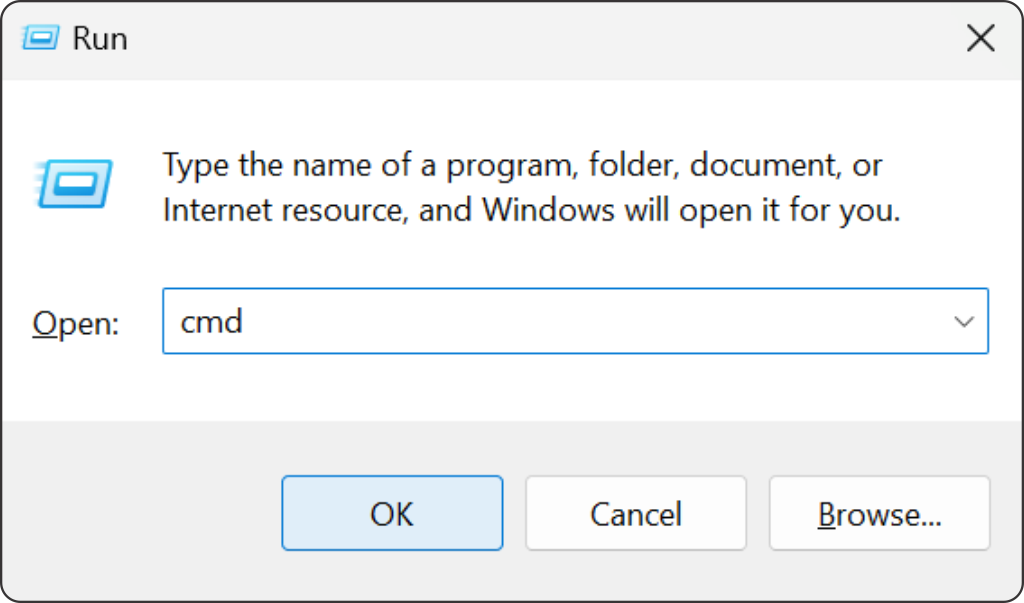 Run
Type the name of a program, folder, document, or
Internet resource, and Windows will open it for you.
Open: cmd
OK Cancel Browse...